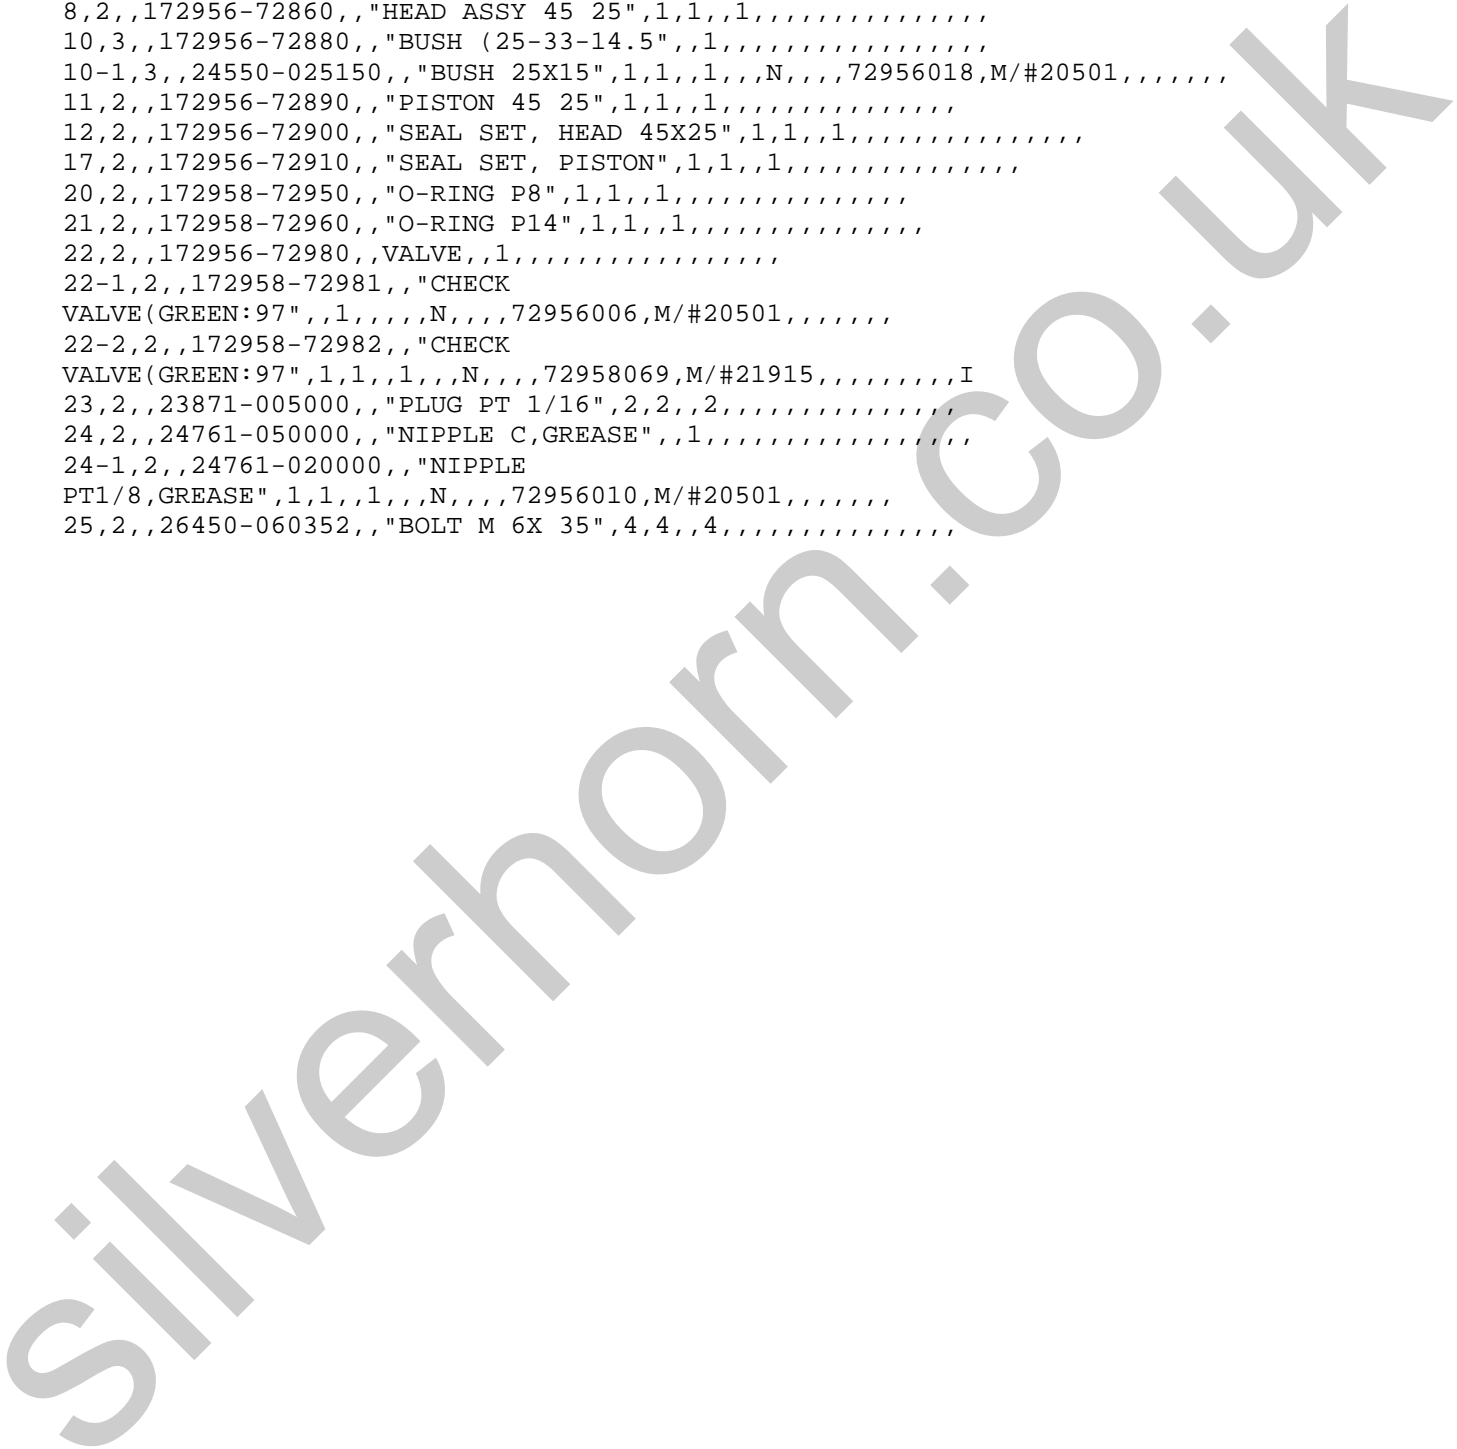 8,2,,172956-72860,,"HEAD ASSY 45 25",1,1,,1,,,,,,,,,,,,,,,
10,3,,172956-72880,,"BUSH (25-33-14.5",,1,,,,,,,,,,,,,,,,,
10-1,3,,24550-025150,,"BUSH 25X15",1,1,,1,,,N,,,,72956018,M/#20501,,,,,,,
11,2,,172956-72890,,"PISTON 45 25",1,1,,1,,,,,,,,,,,,,,,
12,2,,172956-72900,,"SEAL SET, HEAD 45X25",1,1,,1,,,,,,,,,,,,,,,
17,2,,172956-72910,,"SEAL SET, PISTON",1,1,,1,,,,,,,,,,,,,,,
20,2,,172958-72950,,"O-RING P8",1,1,,1,,,,,,,,,,,,,,,
21,2,,172958-72960,,"O-RING P14",1,1,,1,,,,,,,,,,,,,,,
22,2,,172956-72980,,VALVE,,1,,,,,,,,,,,,,,,,,
22-1,2,,172958-72981,,"CHECK
VALVE(GREEN:97",,1,,,,,N,,,,72956006,M/#20501,,,,,,,
22-2,2,,172958-72982,,"CHECK
VALVE(GREEN:97",1,1,,1,,,N,,,,72958069,M/#21915,,,,,,,,,I
23,2,,23871-005000,,"PLUG PT 1/16",2,2,,2,,,,,,,,,,,,,,,
24,2,,24761-050000,,"NIPPLE C,GREASE",,1,,,,,,,,,,,,,,,,,
24-1,2,,24761-020000,,"NIPPLE
PT1/8,GREASE",1,1,,1,,,N,,,,72956010,M/#20501,,,,,,,
25,2,,26450-060352,,"BOLT M 6X 35",4,4,,4,,,,,,,,,,,,,,,
silverhorn.co.uk